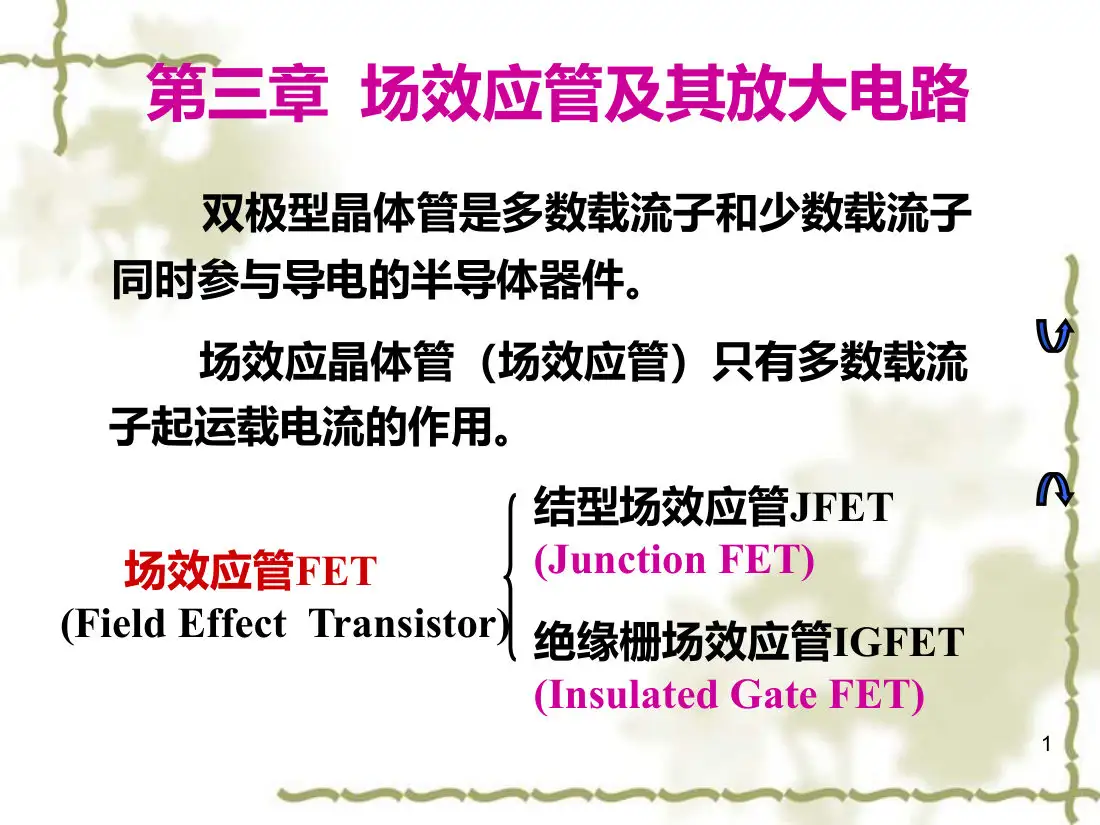 第三章 场效应管及其放大电路
双极型晶体管是多数载流子和少数载流子
同时参与导电的半导体器件。
场效应晶体管（场效应管）只有多数载流
子起运载电流的作用。
场效应管FET
(Field Effect Transistor)
结型场效应管JFET
(Junction FET)
绝缘栅场效应管IGFET
(Insulated Gate FET)
1